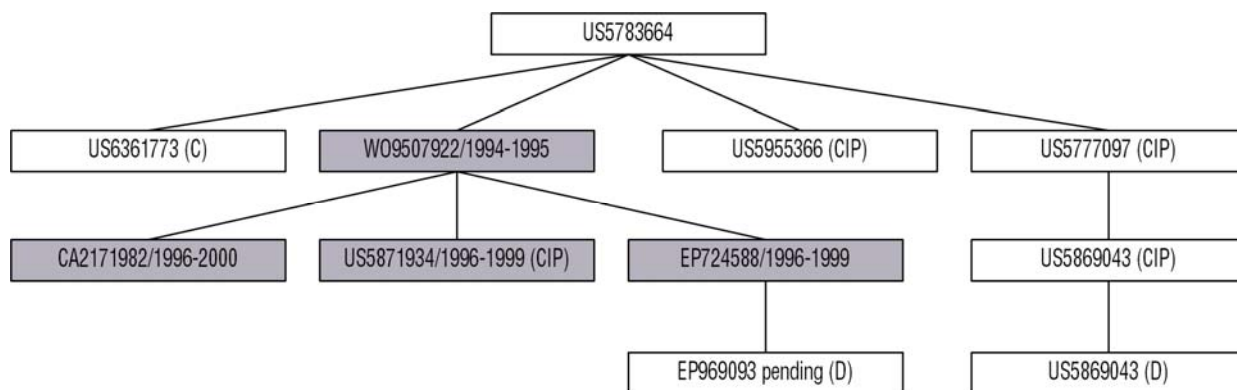 US5783664
US6361773 (C)
WO9507922/1994-1995
US5955366 (CIP)
US5777097 (CIP)
CA2171982/1996-2000
US5871934/1996-1999 (CIP)
EP724588/1996-1999
US5869043 (CIP)
EP969093 pending (D)
US5869043 (D)